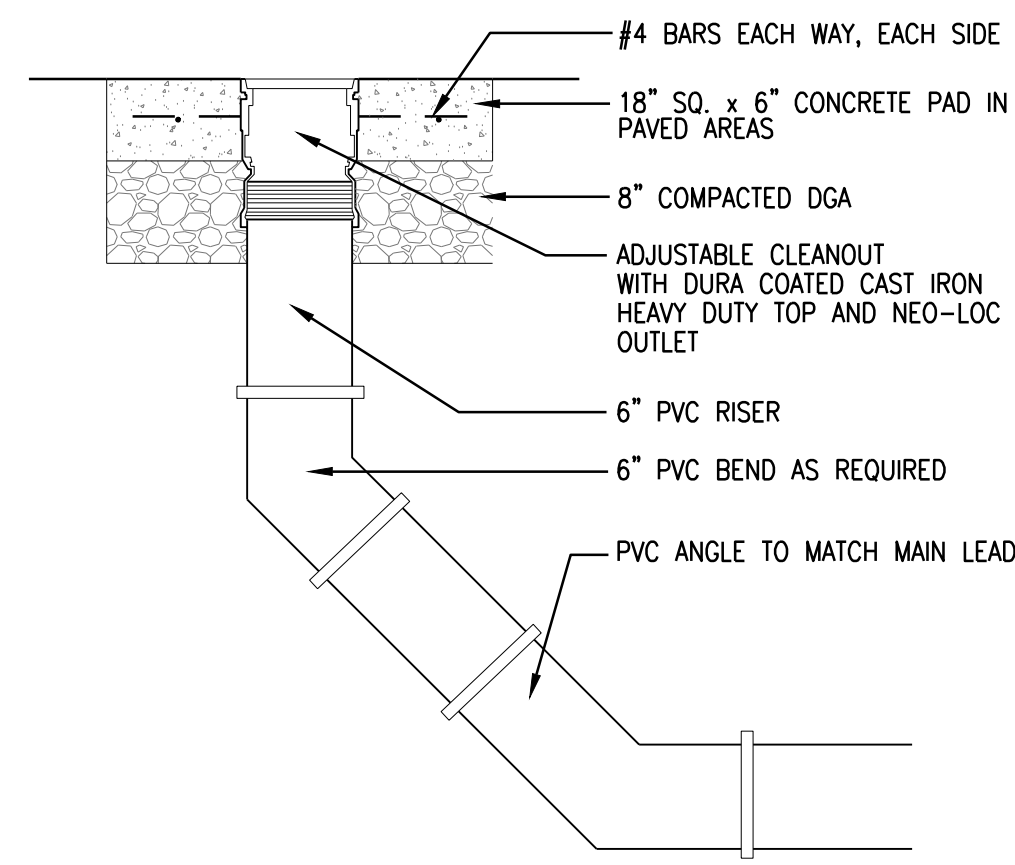 #4 BARS EACH WAY, EACH SIDE
18" SQ. x 6" CONCRETE PAD IN
PAVED AREAS
8" COMPACTED DGA
ADJUSTABLE CLEANOUT
WITH DURA COATED CAST IRON
HEAVY DUTY TOP AND NEO-LOC
OUTLET
6" PVC RISER
6" PVC BEND AS REQUIRED
PVC ANGLE TO MATCH MAIN LEAD